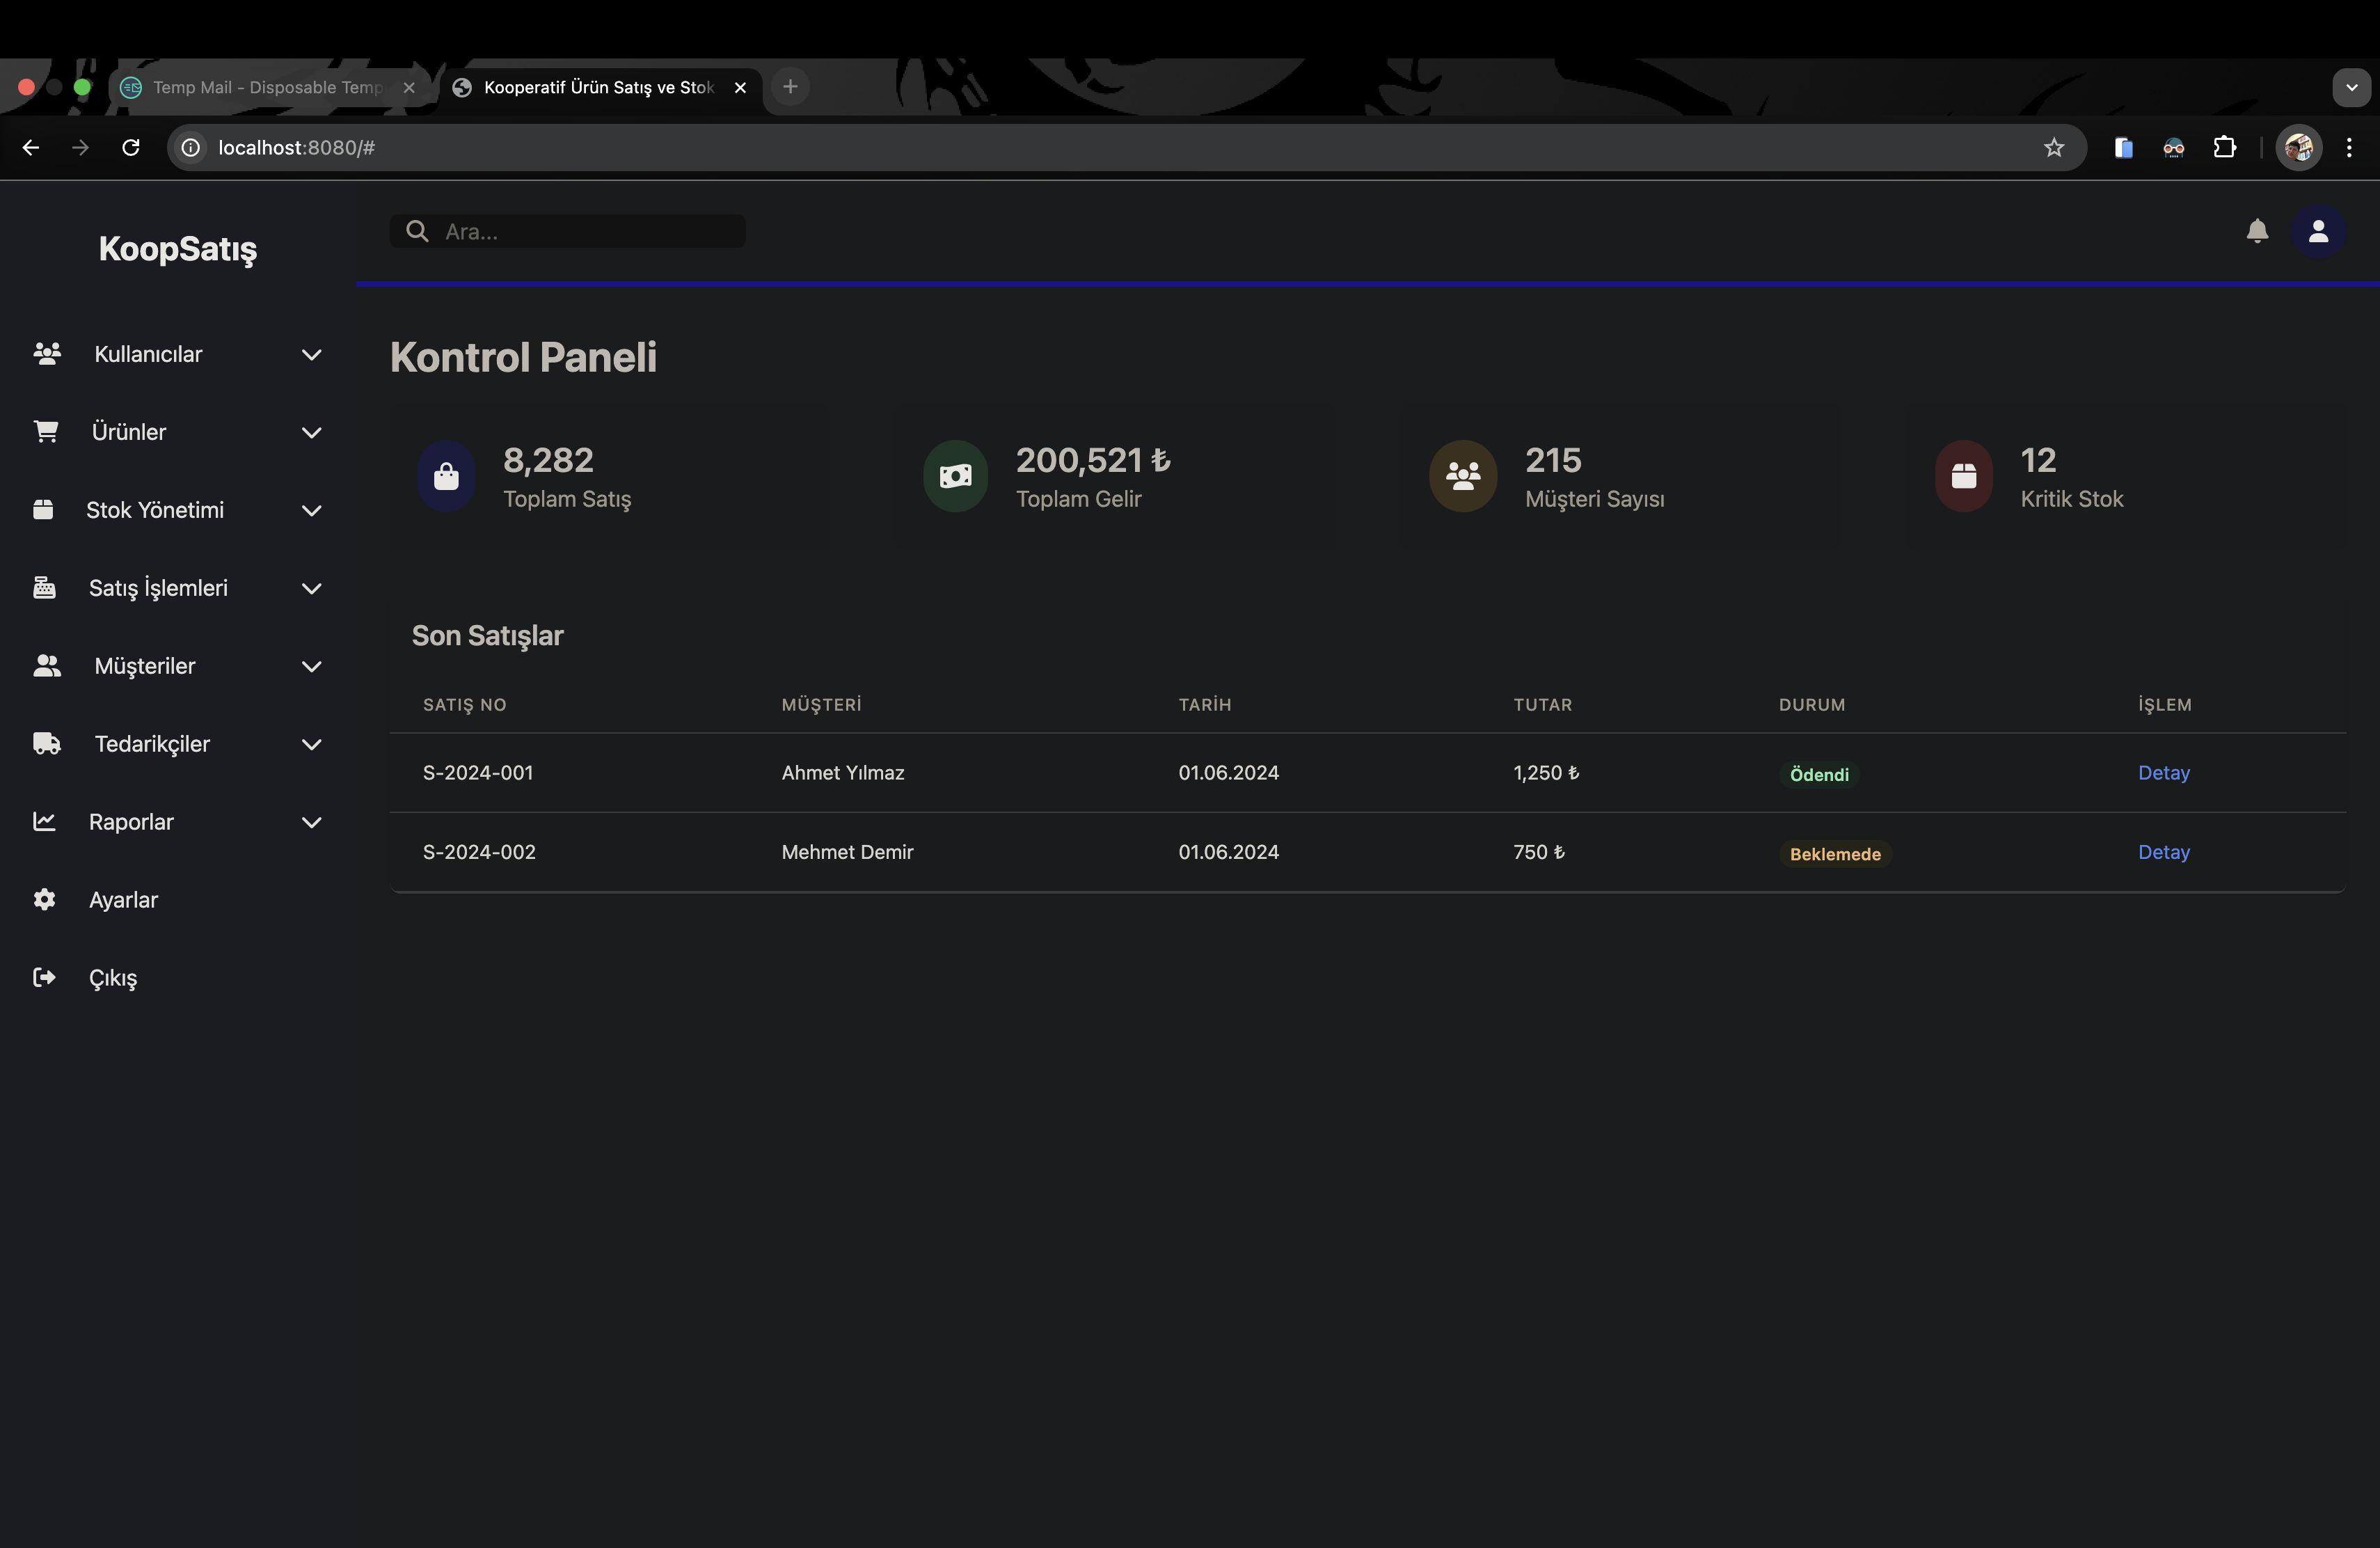 Temp Mail - Disposable Temp
Kooperatif Ürün Satış ve Stok
localhost:8080/#
KoopSatış
Ara...
Kullanıcılar
Ürünler
Stok Yönetimi
Satış İşlemleri
Müşteriler
Tedarikçiler
Raporlar
Ayarlar
Çıkış
Kontrol Paneli
8,282
Toplam Satış
200,521 ₺
Toplam Gelir
215
Müşteri Sayısı
12
Kritik Stok
Son Satışlar
SATIŞ NO MÜŞTERİ TARİH TUTAR DURUM İŞLEM
S-2024-001 Ahmet Yılmaz 01.06.2024 1,250 ₺ Ödendi Detay
S-2024-002 Mehmet Demir 01.06.2024 750 ₺ Beklemede Detay